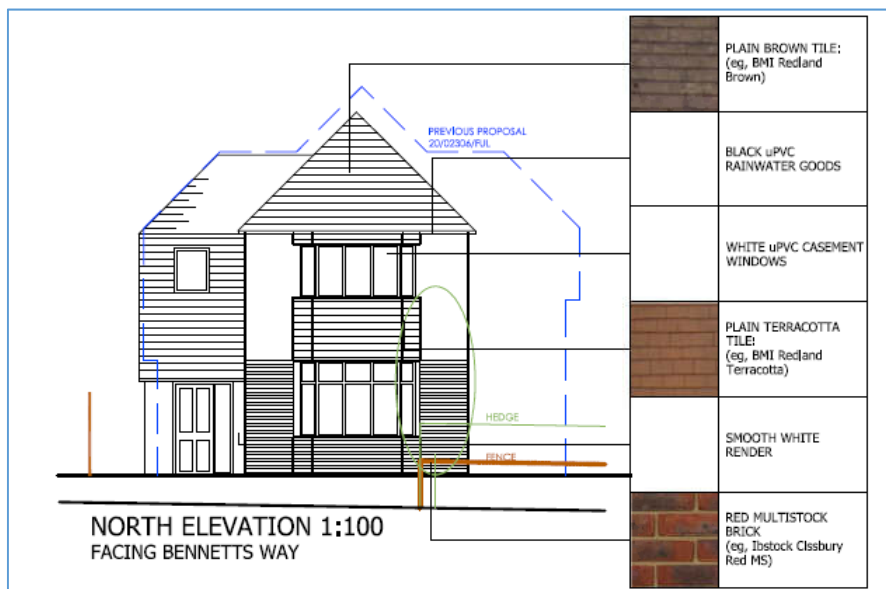 PREVIOUS PROPOSAL
20/02306/FUL
HEDGE
FENCE
NORTH ELEVATION 1:100
FACING BENNETTS WAY
PLAIN BROWN TILE:
(eg, BMI Redland
Brown)
BLACK uPVC
RAINWATER GOODS
WHITE uPVC CASEMENT
WINDOWS
PLAIN TERRACOTTA
TILE:
(eg, BMI Redland
Terracotta)
SMOOTH WHITE
RENDER
RED MULTISTOCK
BRICK
(eg, Ibstock Clssbury
Red MS)